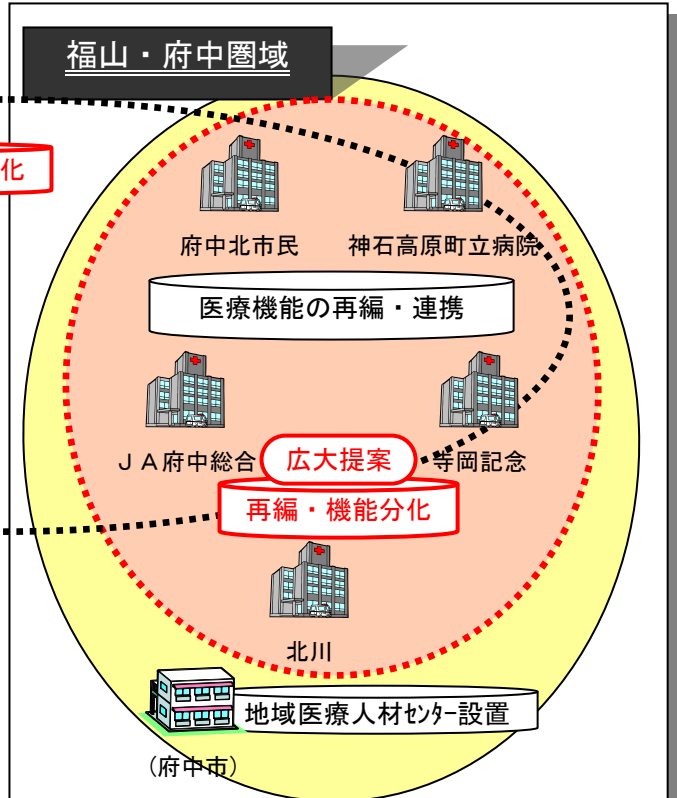 福山・府中圏域
化
府中北市民
神石高原町立病院
医療機能の再編・連携
ＪＡ府中総合
広大提案
寺岡記念
再編・機能分化
北川
地域医療人材ｾﾝﾀｰ設置
(府中市)